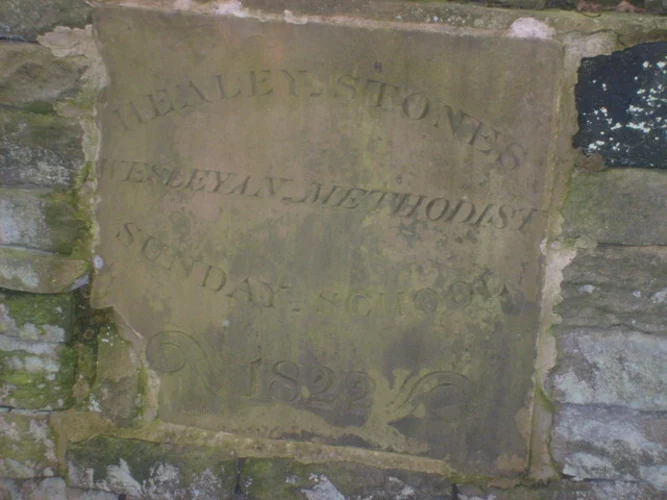 HEALEY. STONES
WESLEYAN METHODIST
SUNDAY. SCHOOL
1822